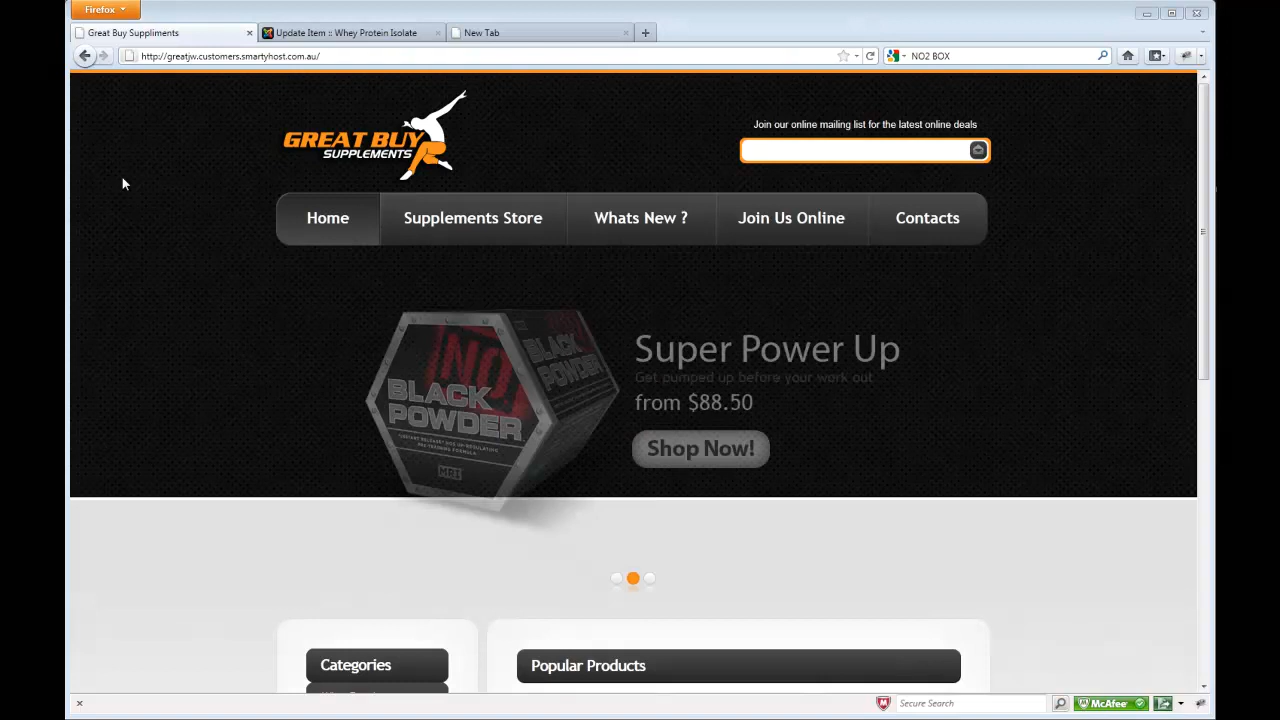 Firefox
Great Buy Suppliments
Update Item :: Whey Protein Isolate
New Tab
http://greatjw.customers.smartyhost.com.au/
NO2 BOX
GREAT BUY
SUPPLEMENTS
Join our online mailing list for the latest online deals
Home
Supplements Store
Whats New ?
Join Us Online
Contacts
NO!
BLACK
POWDER
BLACK
POWDER
MRI
Super Power Up
Get pumped up before your work out
from $88.50
Shop Now!
Categories
Popular Products
Secure Search
McAfee